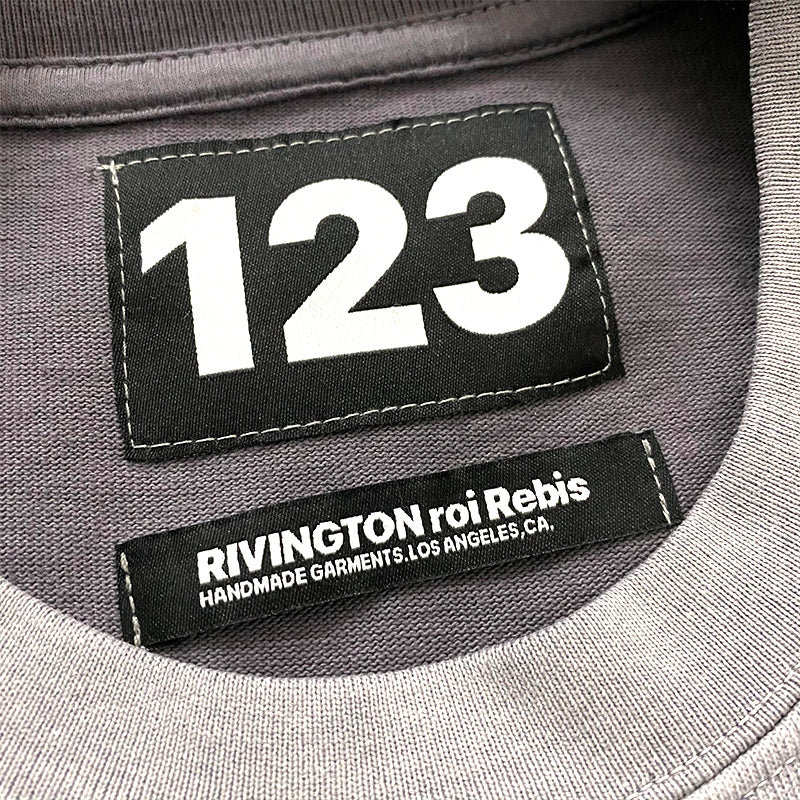 123
RIVINGTON roi Rebis
HANDMADE GARMENTS.LOS ANGELES,CA.